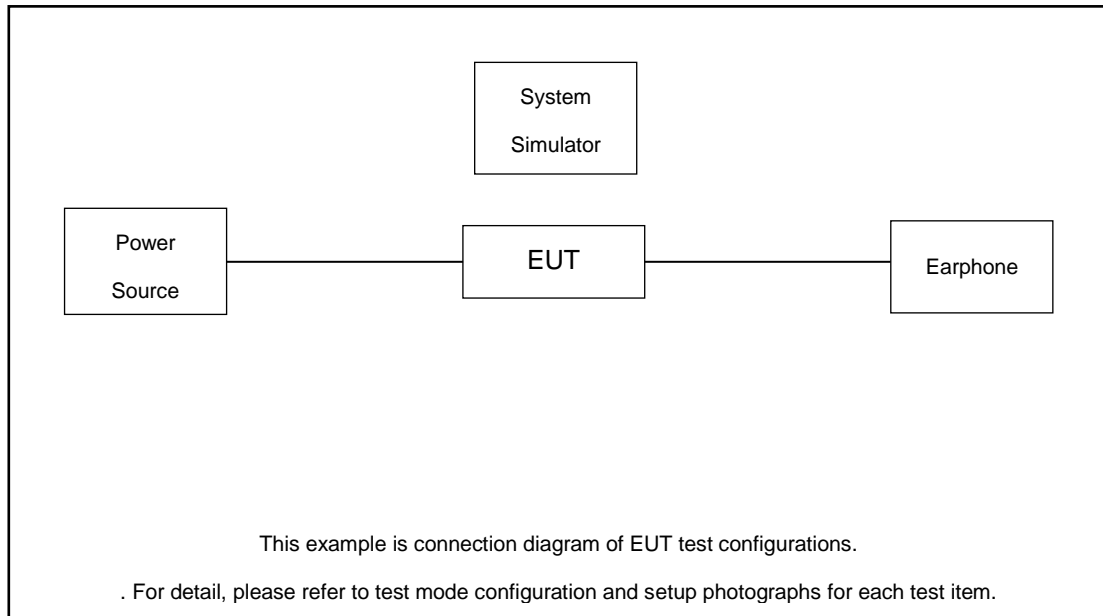 System
Simulator
Power
Source
EUT
Earphone
This example is connection diagram of EUT test configurations.
. For detail, please refer to test mode configuration and setup photographs for each test item.